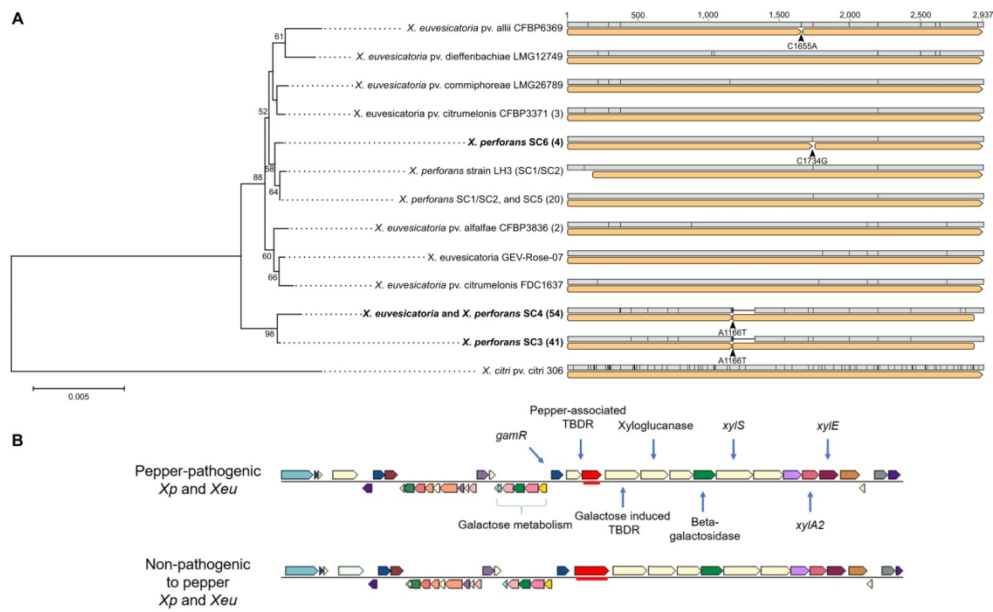 A
1 500 1,000 1,500 2,000 2,500 2,937
61
X. euvesicatoria pv. allii CFBP6369
C1655A
X. euvesicatoria pv. dieffenbachiae LMG12749
X. euvesicatoria pv. commiphoreae LMG26789
52
X. euvesicatoria pv. citrumelonis CFBP3371 (3)
X. perforans SC6 (4)
C1734G
58
X. perforans strain LH3 (SC1/SC2)
88
64
X. perforans SC1/SC2, and SC5 (20)
X. euvesicatoria pv. alfalfae CFBP3836 (2)
60
X. euvesicatoria GEV-Rose-07
66
X. euvesicatoria pv. citrumelonis FDC1637
X. euvesicatoria and X. perforans SC4 (54)
A1166T
98
X. perforans SC3 (41)
A1166T
X. citri pv. citri 306
0.005
B
Pepper-associated
TBDR
Xyloglucanase
xylS
xylE
gamR
Pepper-pathogenic
Xp and Xeu
Galactose metabolism
Galactose induced
TBDR
Beta-
galactosidase
xylA2
Non-pathogenic
to pepper
Xp and Xeu